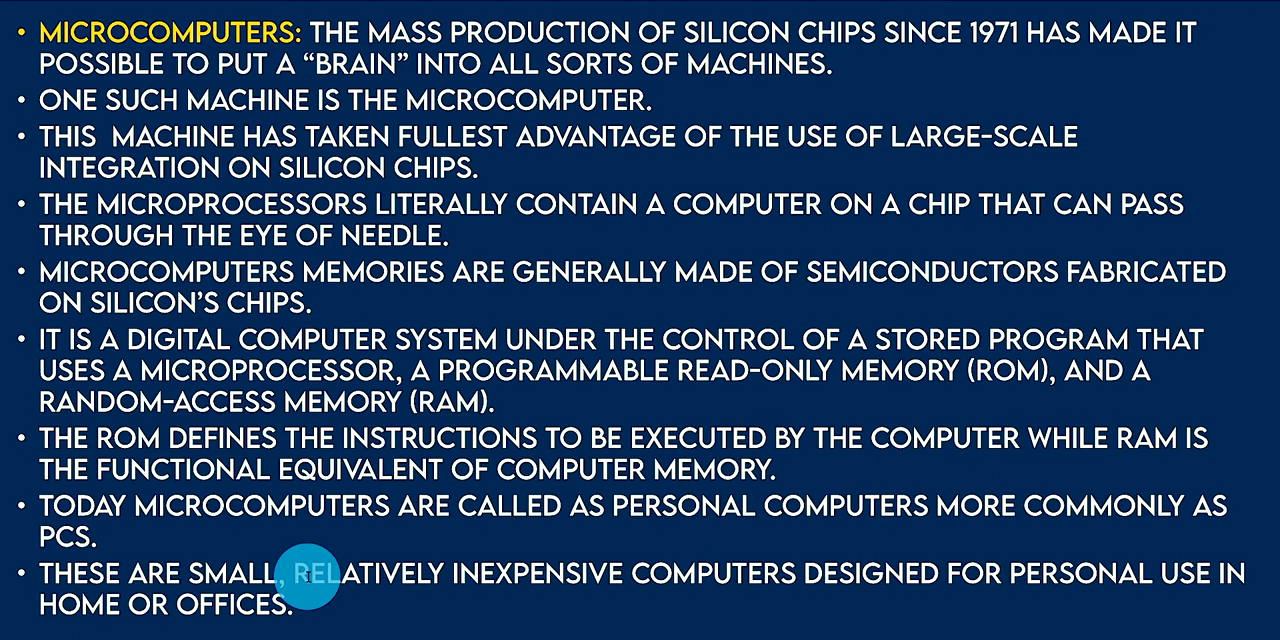 • MICROCOMPUTERS: THE MASS PRODUCTION OF SILICON CHIPS SINCE 1971 HAS MADE IT
POSSIBLE TO PUT A “BRAIN” INTO ALL SORTS OF MACHINES.
• ONE SUCH MACHINE IS THE MICROCOMPUTER.
• THIS  MACHINE HAS TAKEN FULLEST ADVANTAGE OF THE USE OF LARGE-SCALE
INTEGRATION ON SILICON CHIPS.
• THE MICROPROCESSORS LITERALLY CONTAIN A COMPUTER ON A CHIP THAT CAN PASS
THROUGH THE EYE OF NEEDLE.
• MICROCOMPUTERS MEMORIES ARE GENERALLY MADE OF SEMICONDUCTORS FABRICATED
ON SILICON’S CHIPS.
• IT IS A DIGITAL COMPUTER SYSTEM UNDER THE CONTROL OF A STORED PROGRAM THAT
USES A MICROPROCESSOR, A PROGRAMMABLE READ-ONLY MEMORY (ROM), AND A
RANDOM-ACCESS MEMORY (RAM).
• THE ROM DEFINES THE INSTRUCTIONS TO BE EXECUTED BY THE COMPUTER WHILE RAM IS
THE FUNCTIONAL EQUIVALENT OF COMPUTER MEMORY.
• TODAY MICROCOMPUTERS ARE CALLED AS PERSONAL COMPUTERS MORE COMMONLY AS
PCS.
• THESE ARE SMALL, RELATIVELY INEXPENSIVE COMPUTERS DESIGNED FOR PERSONAL USE IN
HOME OR OFFICES.